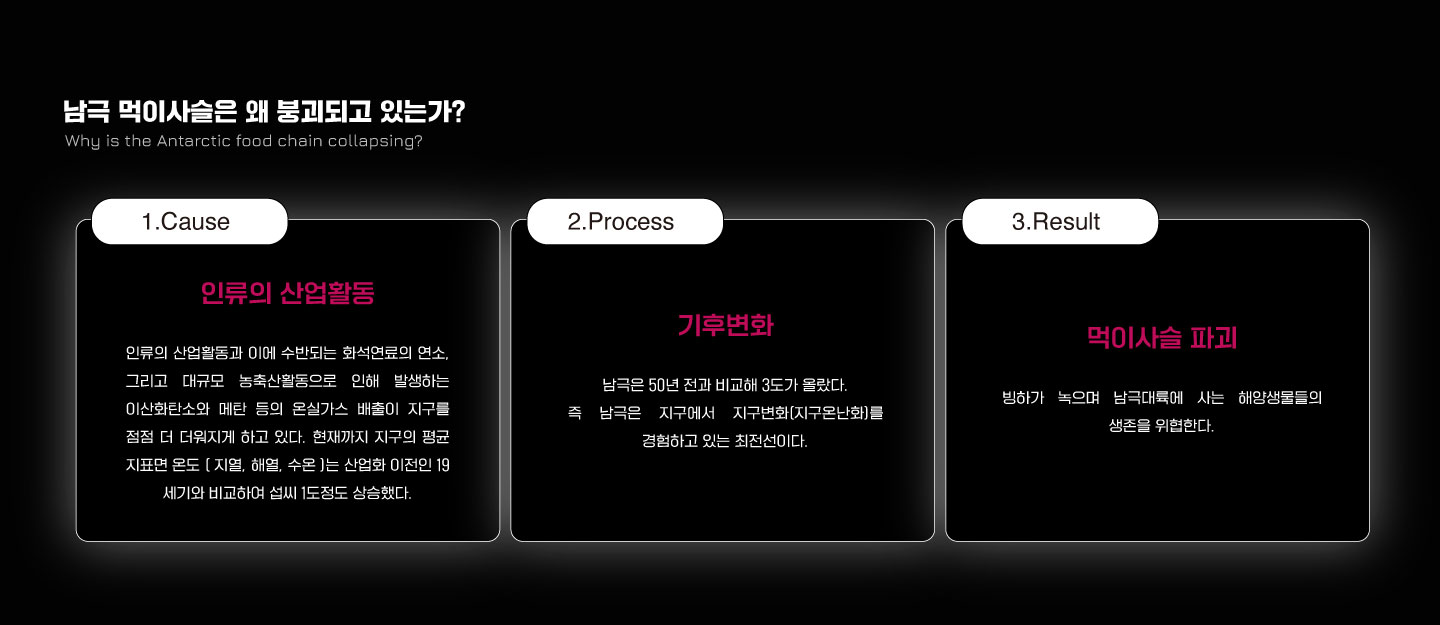 남극 먹이사슬은 왜 붕괴되고 있는가?
Why is the Antarctic food chain collapsing?
1.Cause
인류의 산업활동
인류의 산업활동과 이에 수반되는 화석연료의 연소,
그리고 대규모 농축산활동으로 인해 발생하는
이산화탄소와 메탄 등의 온실가스 배출이 지구를
점점 더 더워지게 하고 있다. 현재까지 지구의 평균
지표면 온도 ( 지열, 해열, 수온 )는 산업화 이전인 19
세기와 비교하여 섭씨 1도정도 상승했다.
2.Process
기후변화
남극은 50년 전과 비교해 3도가 올랐다.
즉 남극은 지구에서 지구변화(지구온난화)를
경험하고 있는 최전선이다.
3.Result
먹이사슬 파괴
빙하가 녹으며 남극대륙에 사는 해양생물들의
생존을 위협한다.